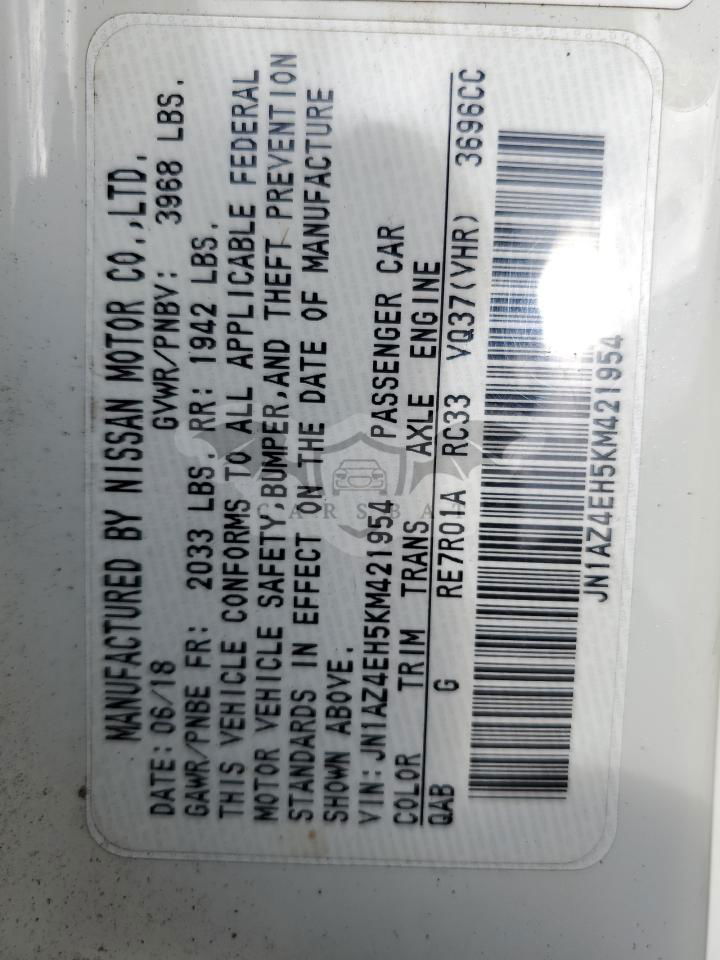 MANUFACTURED BY NISSAN MOTOR CO.,LTD.
DATE: 06/18 GVWR/PNBV: 3968 LBS.
GAWR/PNBE FR: 2033 LBS. RR: 1942 LBS.
THIS VEHICLE CONFORMS TO ALL APPLICABLE FEDERAL
MOTOR VEHICLE SAFETY,BUMPER,AND THEFT PREVENTION
STANDARDS IN EFFECT ON THE DATE OF MANUFACTURE
SHOWN ABOVE.
VIN:JN1AZ4EH5KM421954 PASSENGER CAR
COLOR TRIM TRANS AXLE ENGINE
QAB G RE7R01A RC33 VQ37(VHR) 3696CC
JN1AZ4EH5KM421954
CARSBAT